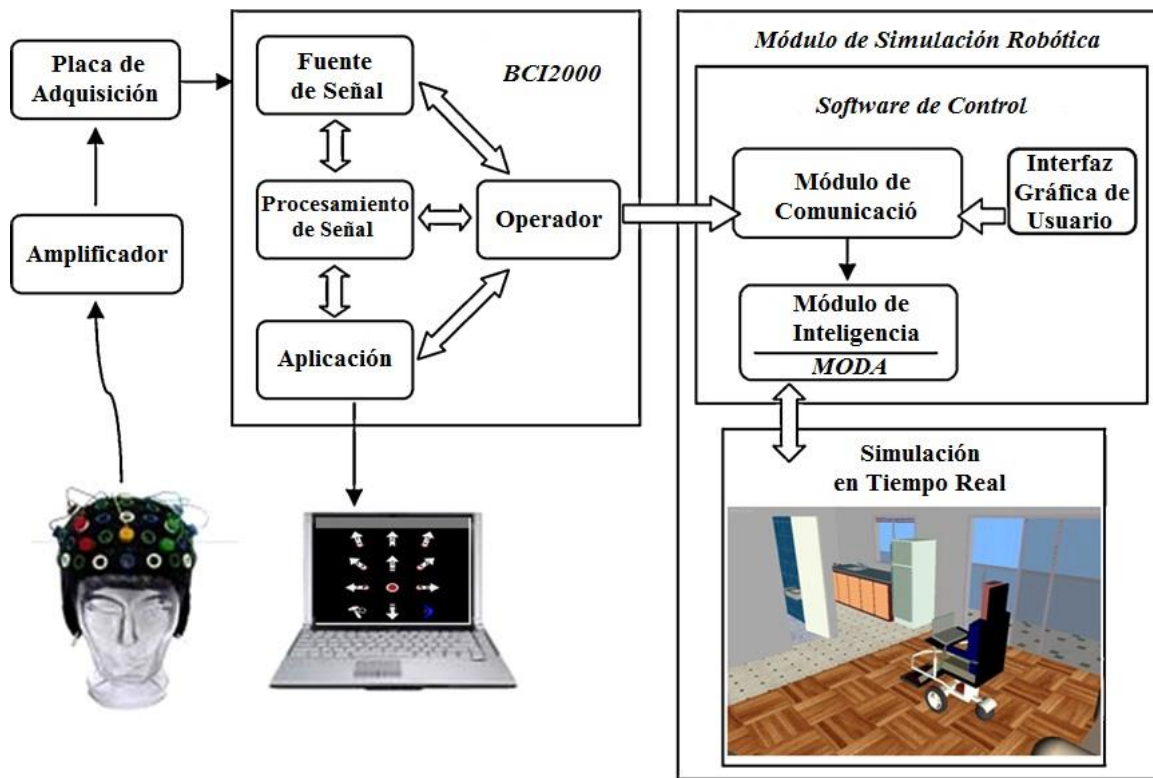 Placa de
Adquisición
Amplificador
Fuente
de Señal
BCI2000
Procesamiento
de Señal
Operador
Aplicación
Módulo de Simulación Robótica
Software de Control
Módulo de
Comunicació
Interfaz
Gráfica de
Usuario
Módulo de
Inteligencia
MODA
Simulación
en Tiempo Real